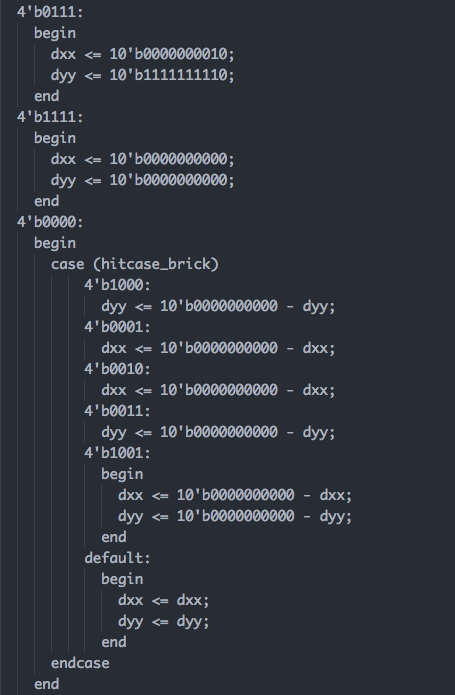 4'b0111:
begin
dxx <= 10'b0000000010;
dyy <= 10'b1111111110;
end
4'b1111:
begin
dxx <= 10'b0000000000;
dyy <= 10'b0000000000;
end
4'b0000:
begin
case (hitcase_brick)
4'b1000:
dyy <= 10'b0000000000 - dyy;
4'b0001:
dxx <= 10'b0000000000 - dxx;
4'b0010:
dxx <= 10'b0000000000 - dxx;
4'b0011:
dyy <= 10'b0000000000 - dyy;
4'b1001:
begin
dxx <= 10'b0000000000 - dxx;
dyy <= 10'b0000000000 - dyy;
end
default:
begin
dxx <= dxx;
dyy <= dyy;
end
endcase
end